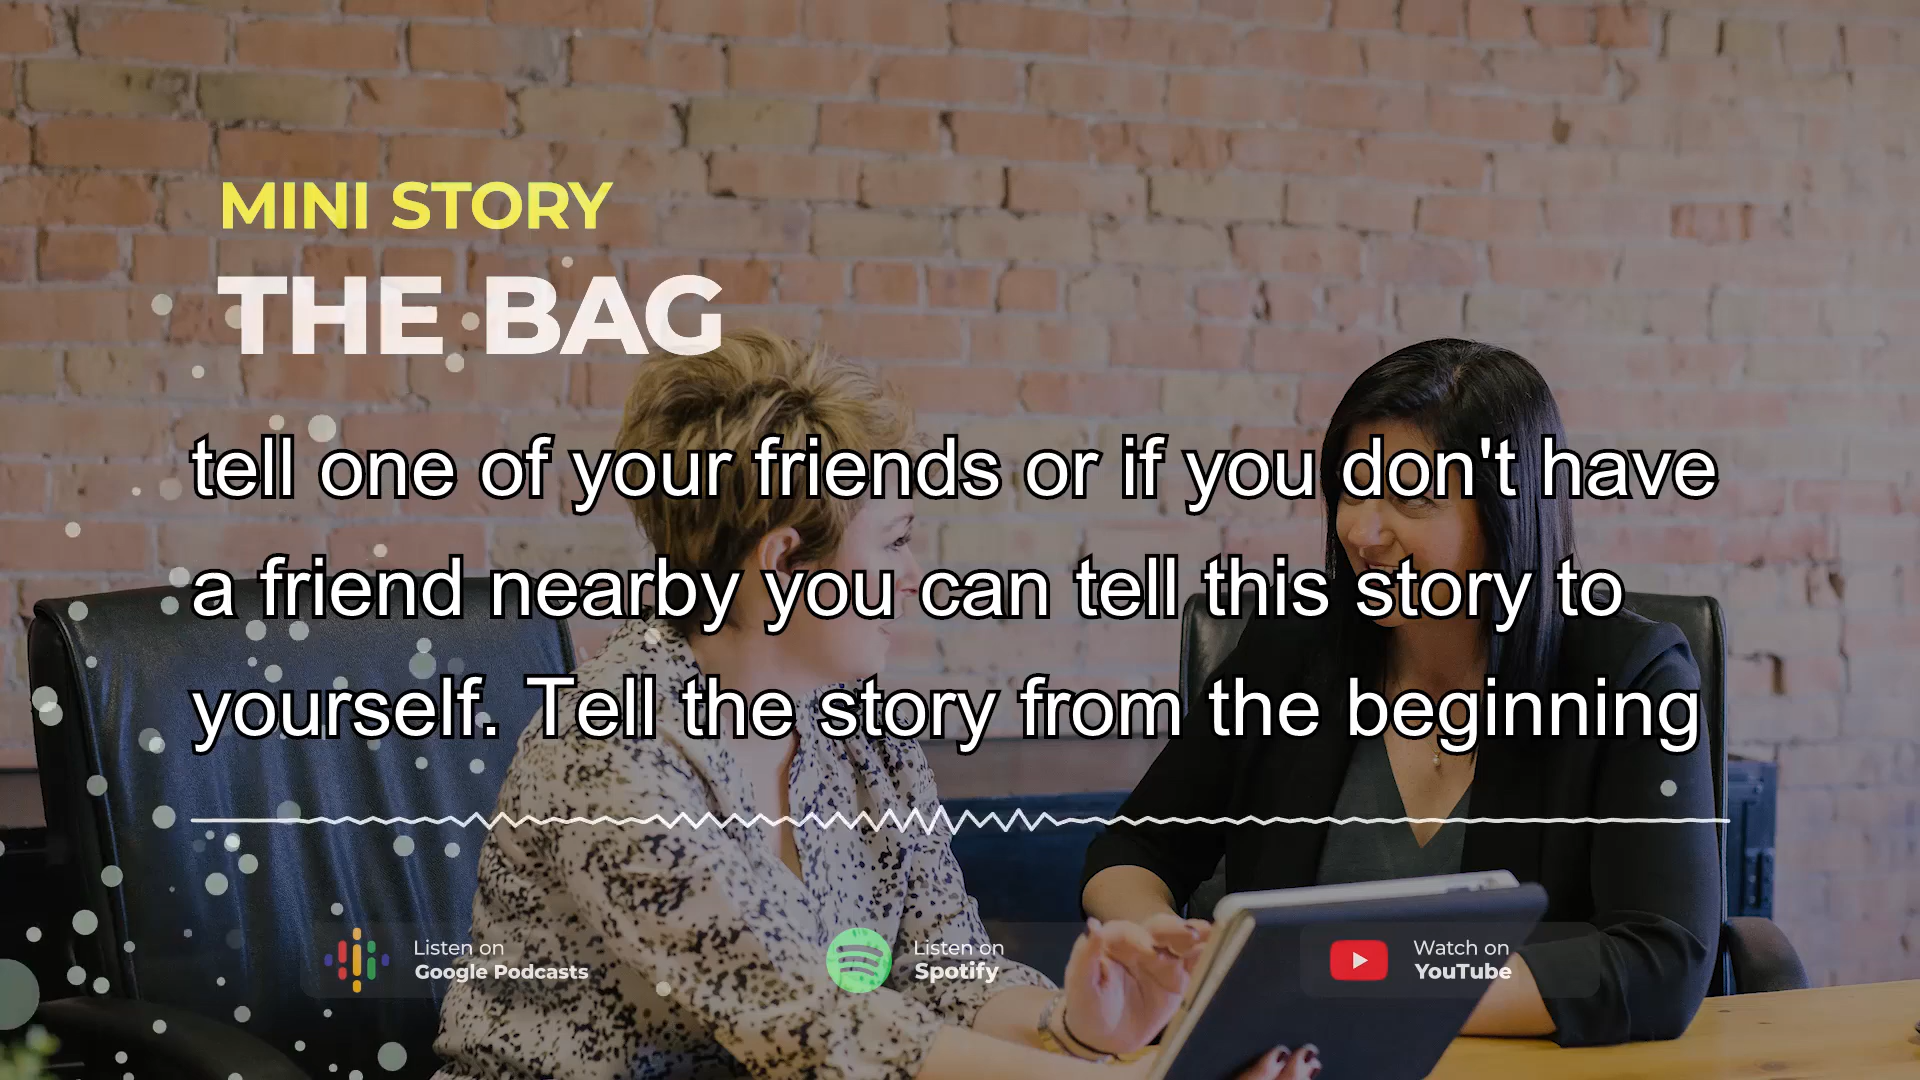 MINI STORY
THE BAG
tell one of your friends or if you don't have
a friend nearby you can tell this story to
yourself. Tell the story from the beginning
Listen on
Google Podcasts
Listen on
Spotify
Watch on
YouTube